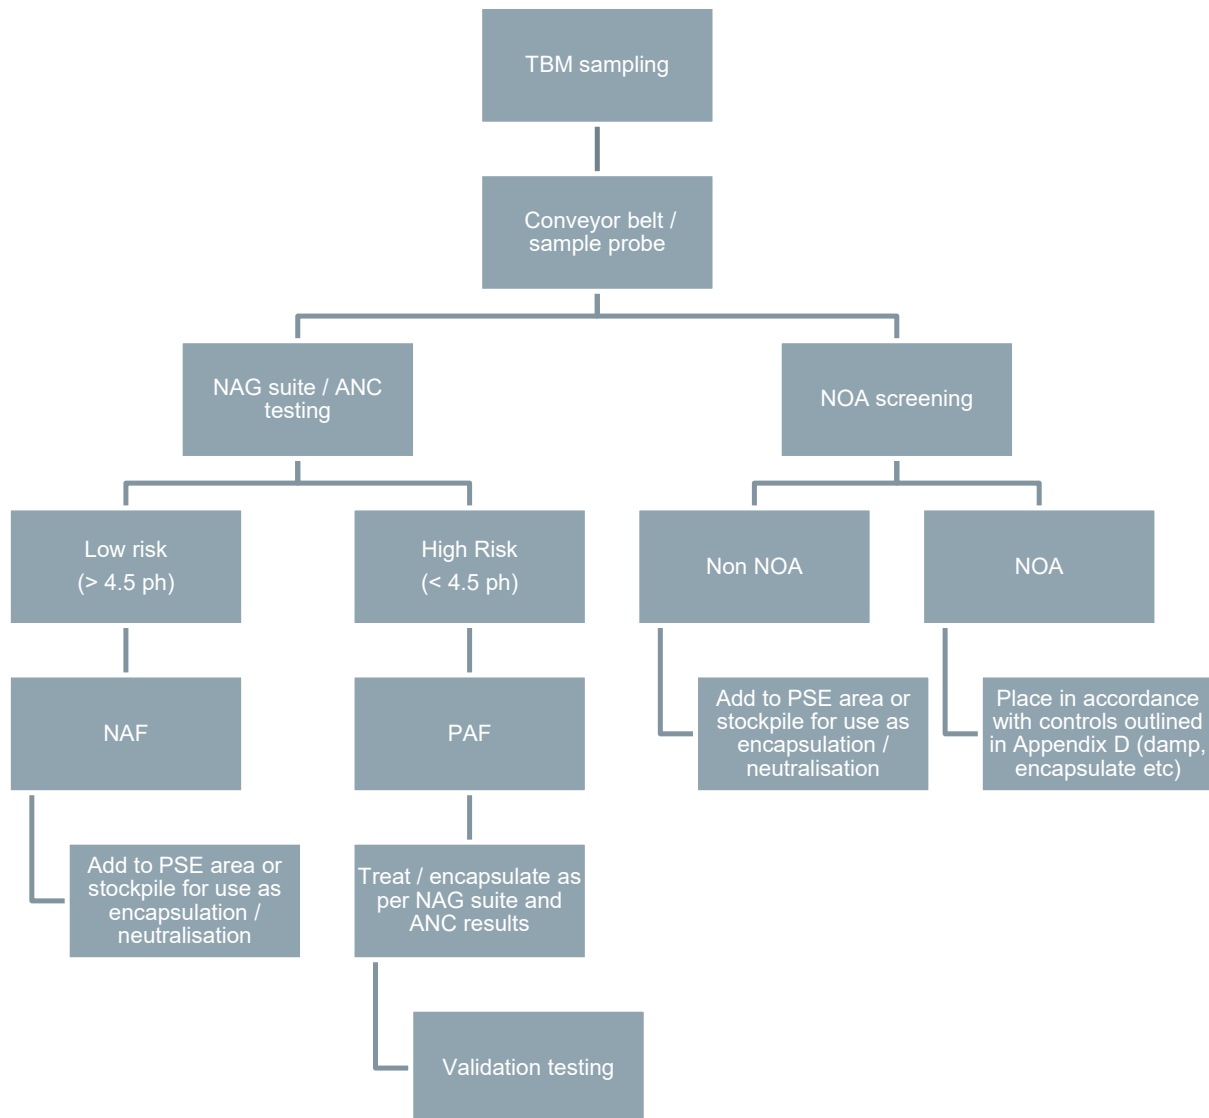 TBM sampling
Conveyor belt /
sample probe
NAG suite / ANC
testing
NOA screening
Low risk
(> 4.5 ph)
High Risk
(< 4.5 ph)
Non NOA
NOA
NAF
PAF
Add to PSE area or
stockpile for use as
encapsulation /
neutralisation
Place in accordance
with controls outlined
in Appendix D (damp,
encapsulate etc)
Add to PSE area or
stockpile for use as
encapsulation /
neutralisation
Treat / encapsulate as
per NAG suite and
ANC results
Validation testing